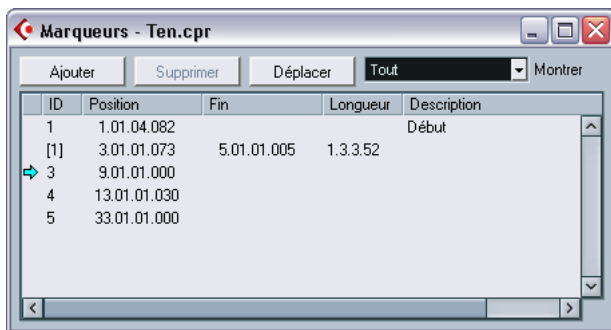 Marqueurs - Ten.cpr
Ajouter Supprimer Déplacer Tout Montrer
ID Position Fin Longueur Description
1 1.01.04.082 Début
[1] 3.01.01.073 5.01.01.005 1.3.3.52
3 9.01.01.000
4 13.01.01.030
5 33.01.01.000